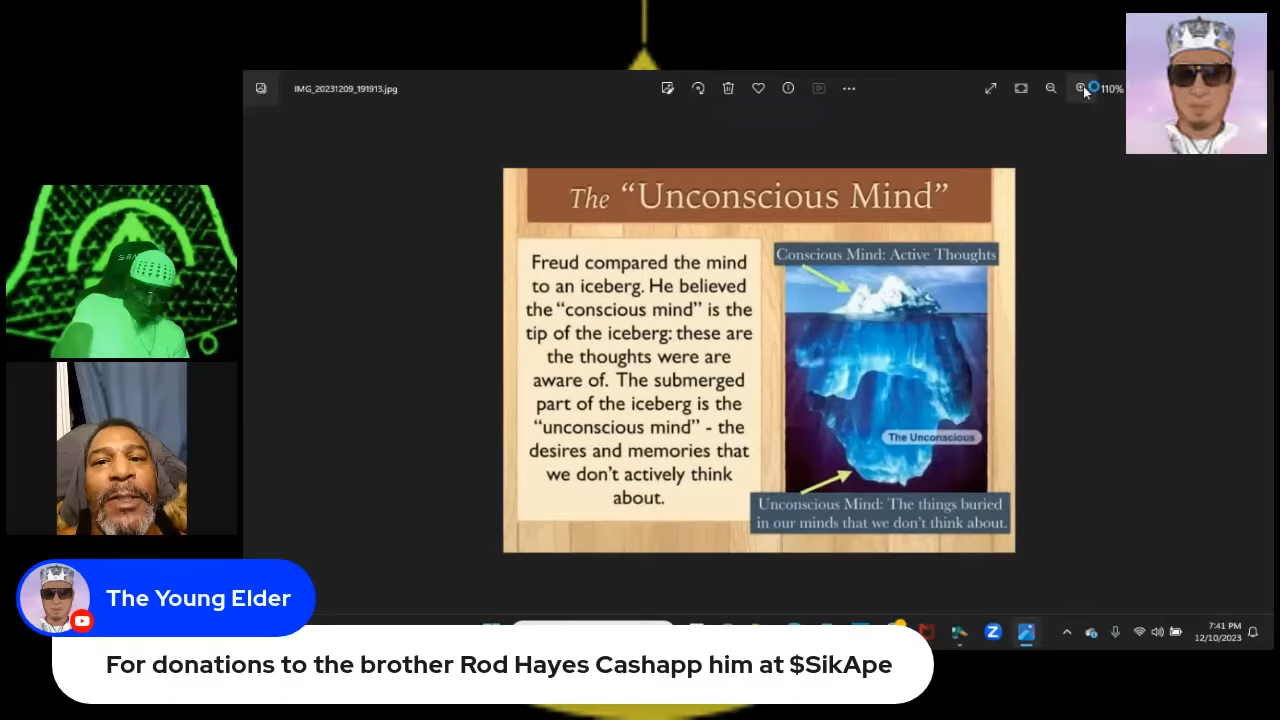 IMG_20231209_191913.jpg
110%
The "Unconscious Mind"
Freud compared the mind
to an iceberg. He believed
the "conscious mind" is the
tip of the iceberg: these are
the thoughts were are
aware of. The submerged
part of the iceberg is the
"unconscious mind" - the
desires and memories that
we don't actively think
about.
Conscious Mind: Active Thoughts
The Unconscious
Unconscious Mind: The things buried
in our minds that we don't think about.
The Young Elder
For donations to the brother Rod Hayes Cashapp him at $SikApe
7:41 PM
12/10/2023